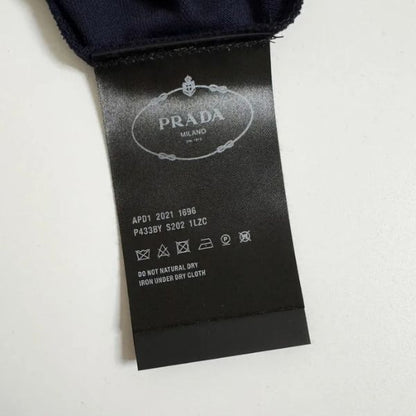 PRADA
MILANO
APD1 2021 1696
P433BY S202 1LZC
P
DO NOT NATURAL DRY
IRON UNDER DRY CLOTH